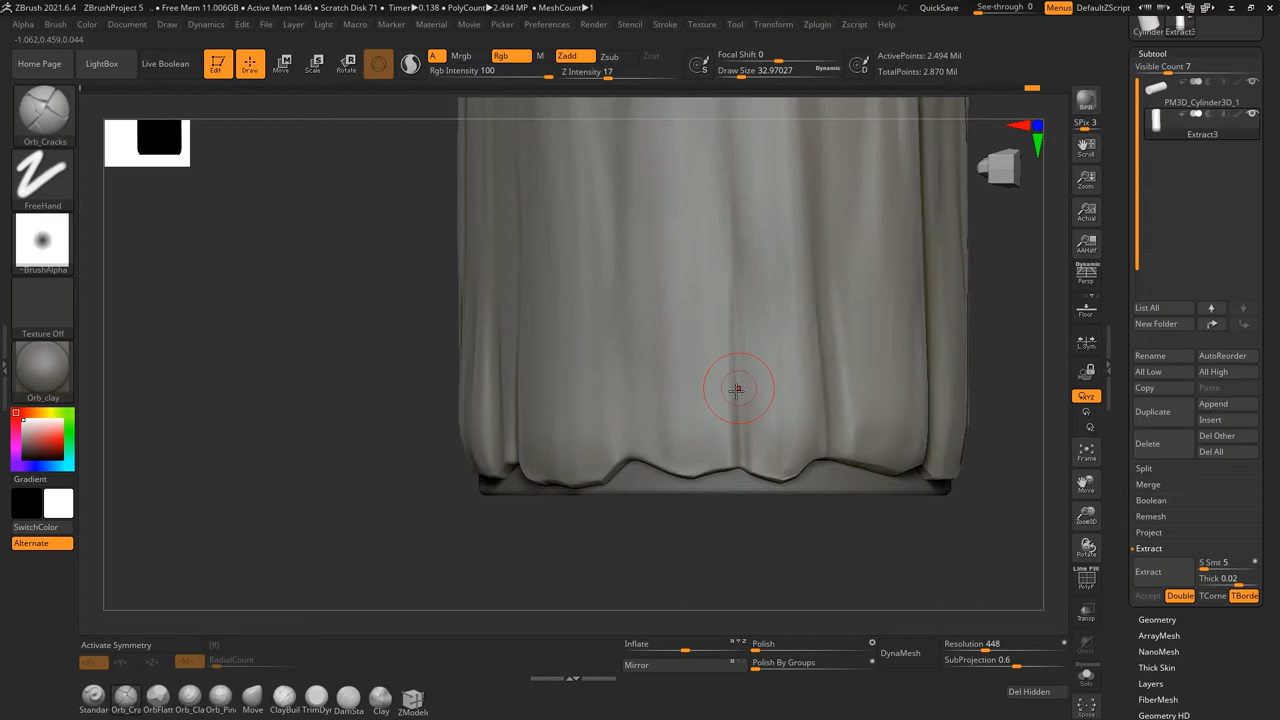 ZBrush 2021.6.4 ZBrushProject 5 ... • Free Mem 11.006GB • Active Mem 1446 • Scratch Disk 71 • Timer▶0.138 • PolyCount▶2.494 MP • MeshCount▶1 AC QuickSave See-through 0 Menus DefaultZScript
Alpha Brush Color Document Draw Dynamics Edit File Layer Light Macro Marker Material Movie Picker Preferences Render Stencil Stroke Texture Tool Transform Zplugin Zscript Help
-1.062,0.459,0.044
Home Page LightBox Live Boolean Edit Draw Move Scale Rotate
A Mrgb Rgb M Zadd Zsub Zcut
Rgb Intensity 100 Z Intensity 17
Focal Shift 0
Draw Size 32.97027 Dynamic
S D
ActivePoints: 2.494 Mil
TotalPoints: 2.870 Mil
Orb_Cracks
FreeHand
~BrushAlpha
Texture Off
Orb_clay
Gradient
SwitchColor
Alternate
BPR
SPix 3
Scroll
Zoom
Actual
AAHalf
Dynamic
Persp
Floor
L.Sym
XYZ
Frame
Move
Zoom3D
Rotate
Line Fill
PolyF
Transp
Ghost
Dynamic
Solo
Xpose
Cylinder Extract3
Subtool
Visible Count 7
PM3D_Cylinder3D_1
Extract3
List All
New Folder
Rename AutoReorder
All Low All High
Copy Paste
Duplicate Append
Insert
Delete Del Other
Del All
Split
Merge
Boolean
Remesh
Project
Extract
Extract S Smt 5
Thick 0.02
Accept Double TCorne TBorde
Geometry
ArrayMesh
NanoMesh
Thick Skin
Layers
FiberMesh
Geometry HD
Activate Symmetry (R)
>X< >Y< >Z< >M< RadialCount
Inflate Polish
Mirror Polish By Groups
DynaMesh
Resolution 448
SubProjection 0.6
Del Hidden
Standar Orb_Cra OrbFlatt Orb_Cla Orb_Pin Move ClayBuil TrimDyr DamSta Clay ZModele